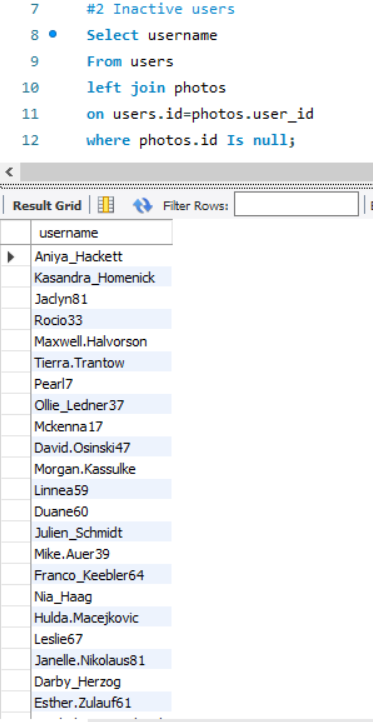 7 #2 Inactive users
8 Select username
9 From users
10 left join photos
11 on users.id=photos.user_id
12 where photos.id Is null;
Result Grid Filter Rows:
username
Aniya_Hackett
Kasandra_Homenick
Jaclyn81
Rocio33
Maxwell.Halvorson
Tierra.Trantow
Pearl7
Ollie_Ledner37
Mckenna17
David.Osinski47
Morgan.Kassulke
Linnea59
Duane60
Julien_Schmidt
Mike.Auer39
Franco_Keebler64
Nia_Haag
Hulda.Macejkovic
Leslie67
Janelle.Nikolaus81
Darby_Herzog
Esther.Zulauf61